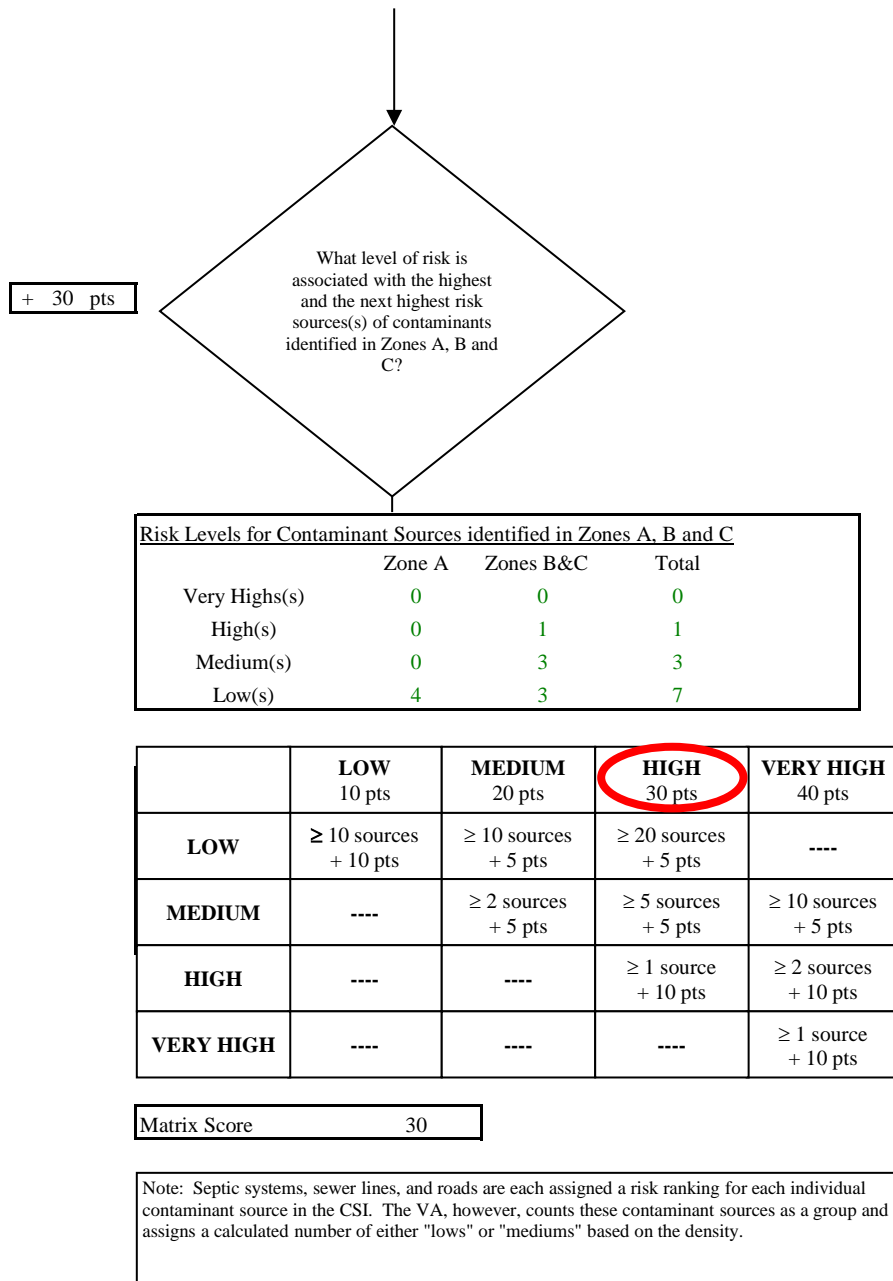 What level of risk is
associated with the highest
and the next highest risk
sources(s) of contaminants
identified in Zones A, B and
C?
+ 30 pts
Risk Levels for Contaminant Sources identified in Zones A, B and C
Zone A Zones B&C Total
Very Highs(s) 0 0 0
High(s) 0 1 1
Medium(s) 0 3 3
Low(s) 4 3 7
LOW MEDIUM HIGH VERY HIGH
10 pts 20 pts 30 pts 40 pts
LOW ≥ 10 sources ≥ 10 sources ≥ 20 sources ----
+ 10 pts + 5 pts + 5 pts
MEDIUM ---- ≥ 2 sources ≥ 5 sources ≥ 10 sources
+ 5 pts + 5 pts + 5 pts
HIGH ---- ---- ≥ 1 source ≥ 2 sources
+ 10 pts + 10 pts
VERY HIGH ---- ---- ---- ≥ 1 source
+ 10 pts
Matrix Score 30
Note: Septic systems, sewer lines, and roads are each assigned a risk ranking for each individual
contaminant source in the CSI. The VA, however, counts these contaminant sources as a group and
assigns a calculated number of either "lows" or "mediums" based on the density.